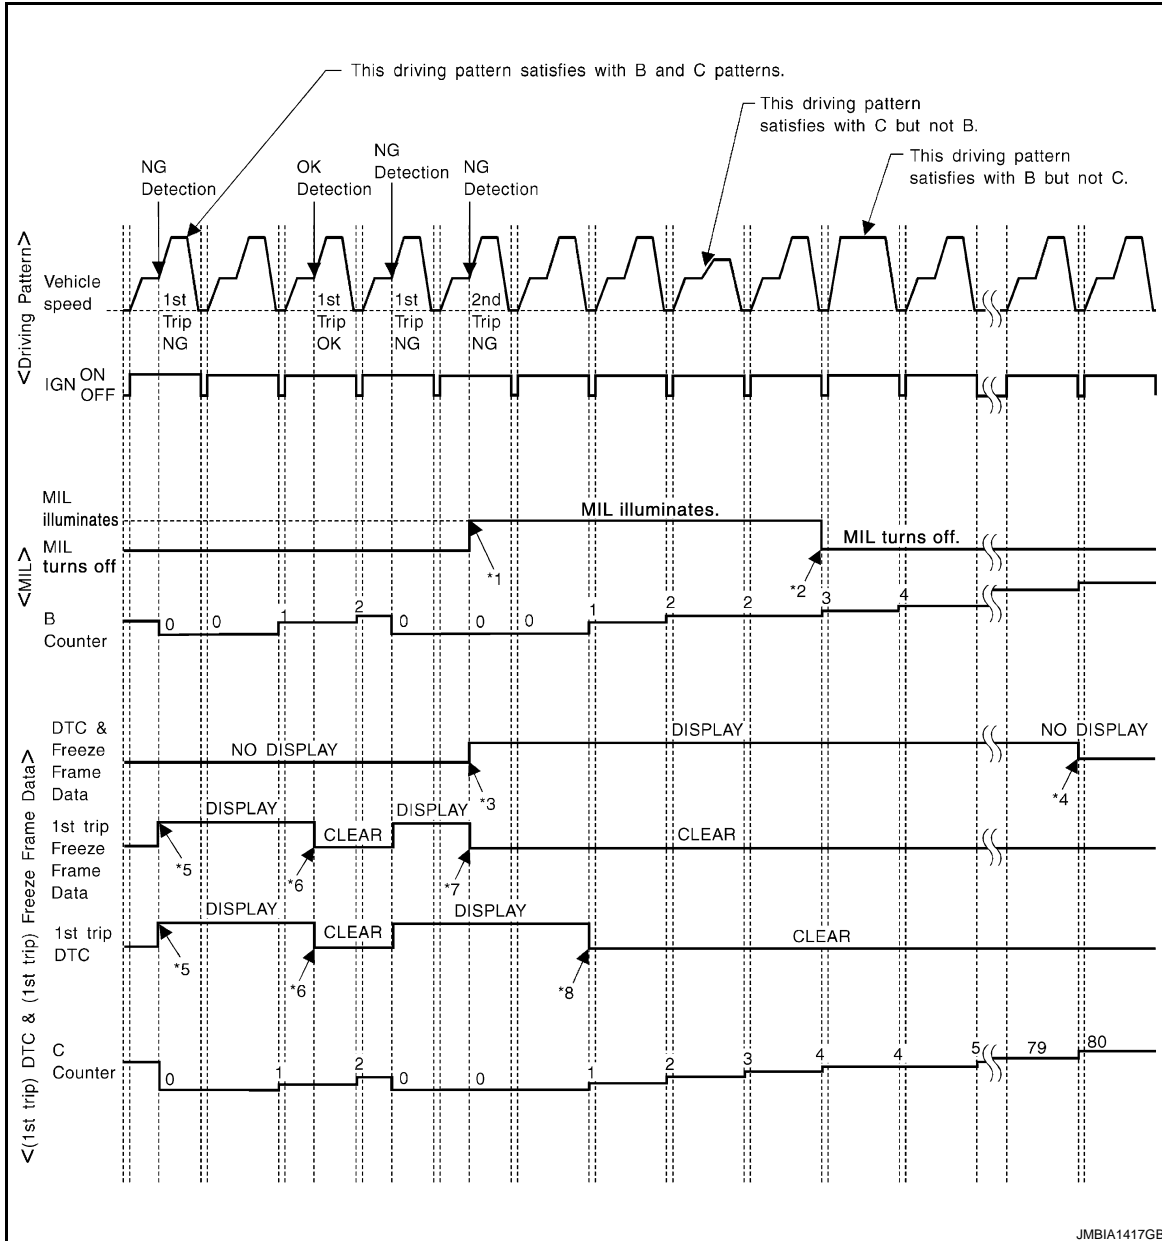 This driving pattern satisfies with B and C patterns.
This driving pattern
satisfies with C but not B.
This driving pattern
satisfies with B but not C.
NG
Detection
OK
Detection
NG
Detection
NG
Detection
<Driving Pattern>
Vehicle
speed
1st
Trip
NG
1st
Trip
OK
1st
Trip
NG
2nd
Trip
NG
IGN ON
OFF
<MIL>
MIL
illuminates
MIL
turns off
MIL illuminates.
MIL turns off.
*1
*2
B
Counter
0 0 1 2 0 0 0 1 2 2 3 4
<(1st trip) DTC & (1st trip) Freeze Frame Data>
DTC &
Freeze
Frame
Data
NO DISPLAY
DISPLAY
NO DISPLAY
*3
*4
1st trip
Freeze
Frame
Data
DISPLAY
CLEAR
DISPLAY
CLEAR
*5
*6
*7
1st trip
DTC
DISPLAY
CLEAR
DISPLAY
CLEAR
*5
*6
*8
C
Counter
0 1 2 0 0 1 2 3 4 4 5 79 80
JMBIA1417GB